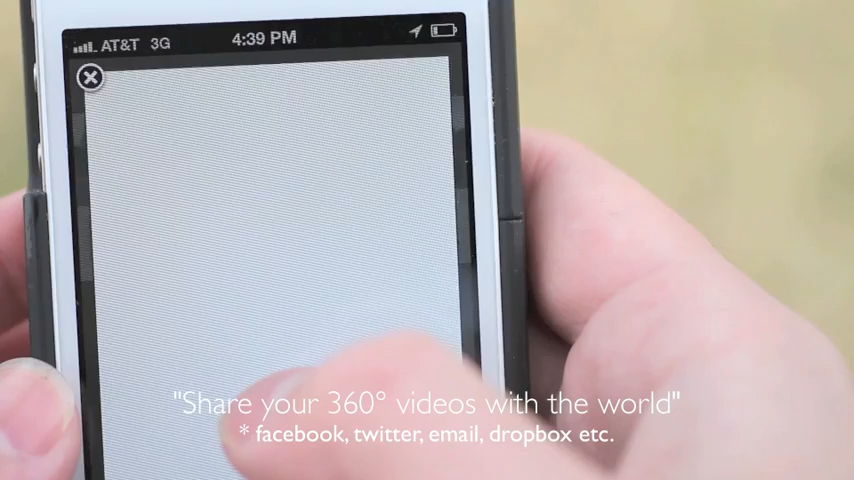 AT&T 3G 4:39 PM
"Share your 360° videos with the world"
* facebook, twitter, email, dropbox etc.